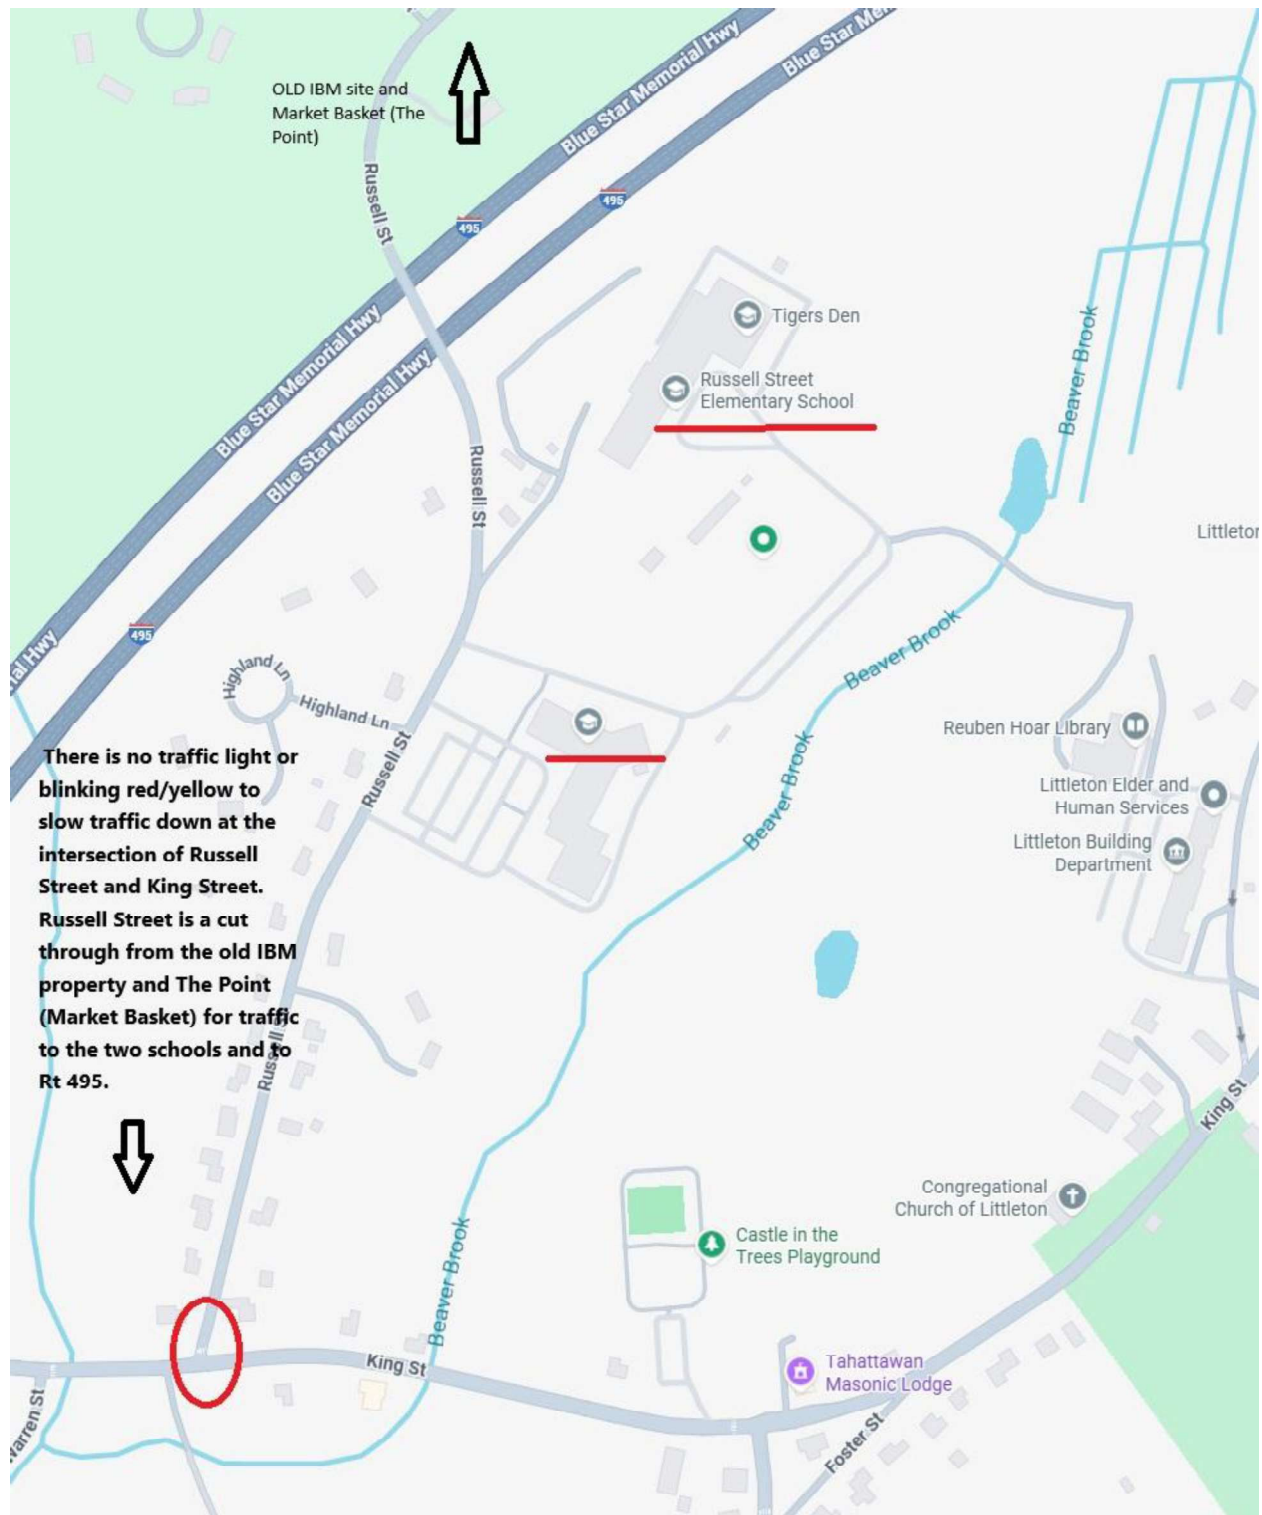 Blue Star Memorial Hwy
Blue Star Mem
OLD IBM site and
Market Basket (The
Point)
Russell St
495
495
Tigers Den
Russell Street
Elementary School
Beaver Brook
Blue Star Memorial Hwy
Blue Star Memorial Hwy
Russell St
Littleton
495
al Hwy
Beaver Brook
Highland Ln
Highland Ln
Russell St
Reuben Hoar Library
Beaver Brook
Littleton Elder and
Human Services
Littleton Building
Department
There is no traffic light or
blinking red/yellow to
slow traffic down at the
intersection of Russell
Street and King Street.
Russell Street is a cut
through from the old IBM
property and The Point
(Market Basket) for traffic
to the two schools and to
Rt 495.
Russell St
King St
Congregational
Church of Littleton
Castle in the
Trees Playground
Beaver Brook
King St
Tahattawan
Masonic Lodge
Warren St
Foster St